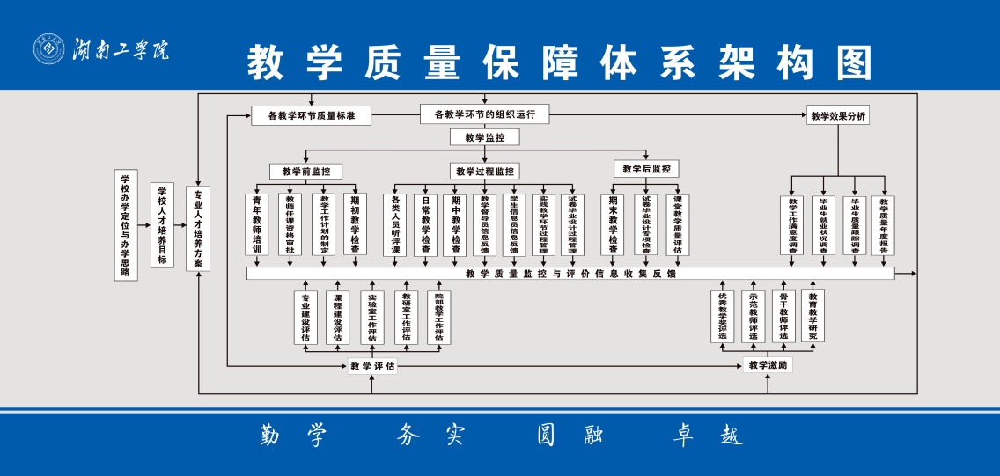 湖南工学院
教学质量保障体系架构图
各教学环节质量标准
各教学环节的组织运行
教学效果分析
教学监控
教学前监控
教学过程监控
教学后监控
学校办学定位与办学思路
学校人才培养目标
专业人才培养方案
青年教师培训
教师任课资格审批
教学工作计划的制定
期初教学检查
各类人员听评课
日常教学检查
期中教学检查
教学督导员信息反馈
学生信息员信息反馈
实践教学环节过程管理
试卷毕业设计过程管理
期末教学检查
试卷毕业设计专项检查
课堂教学质量评估
教学工作满意度调查
毕业生就业状况调查
毕业生质量跟踪调查
教学质量年度报告
教学质量监控与评价信息收集反馈
专业建设评估
课程建设评估
实验室工作评估
教研室工作评估
院部教学工作评估
优秀教学奖评选
示范教师评选
骨干教师评选
教育教学研究
教学评估
教学激励
勤学 务实 圆融 卓越